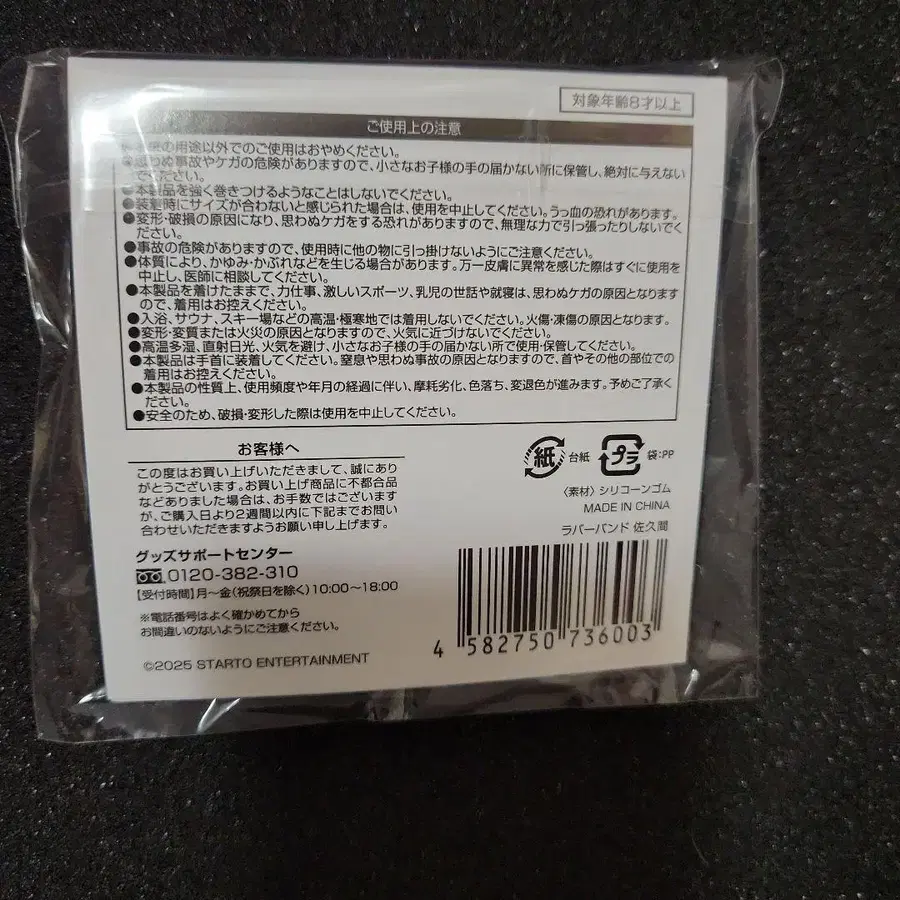 対象年齢8才以上
ご使用上の注意
の用途以外でのご使用はおやめください。
わぬ事故やケガの危険がありますので、小さなお子様の手の届かない所に保管し、絶対に与えない
でください。
●本製品を強く巻きつけるようなことはしないでください。
●装着時にサイズが合わないと感じられた場合は、使用を中止してください。うっ血の恐れがあります。
●変形・破損の原因になり、思わぬケガをする恐れがありますので、無理な力で引っ張ったりしないでく
ださい。
●事故の危険がありますので、使用時に他の物に引っ掛けないようにご注意ください。
●体質により、かゆみ・かぶれなどを生じる場合があります。万一皮膚に異常を感じた際はすぐに使用を
中止し、医師に相談してください。
●本製品を着けたままで、力仕事、激しいスポーツ、乳児の世話や就寝は、思わぬケガの原因となります
ので、着用はお控えください。
●入浴、サウナ、スキー場などの高温・極寒地では着用しないでください。火傷・凍傷の原因となります。
●変形・変質または火災の原因となりますので、火気に近づけないでください。
●高温多湿、直射日光、火気を避け、小さなお子様の手の届かない所で使用・保管してください。
●本製品は手首に装着してください。窒息や思わぬ事故の原因となりますので、首やその他の部位での
着用はお控えください。
●本製品の性質上、使用頻度や年月の経過に伴い、摩耗劣化、色落ち、変退色が進みます。予めご了承く
ださい。
●安全のため、破損・変形した際は使用を中止してください。
お客様へ
この度はお買い上げいただきまして、誠にあり
がとうございます。お買い上げ商品に不都合品
などありました場合は、お手数ではございます
が、ご購入日より2週間以内に下記までお問い
合わせいただきますようお願い申し上げます。
グッズサポートセンター
0120-382-310
【受付時間】月~金(祝祭日を除く)10:00~18:00
※電話番号はよく確かめてから
お間違いのないようにご注意ください。
©2025 STARTO ENTERTAINMENT
紙 台紙 プラ 袋:PP
〈素材〉シリコーンゴム
MADE IN CHINA
ラバーバンド 佐久間
4 582750 736003